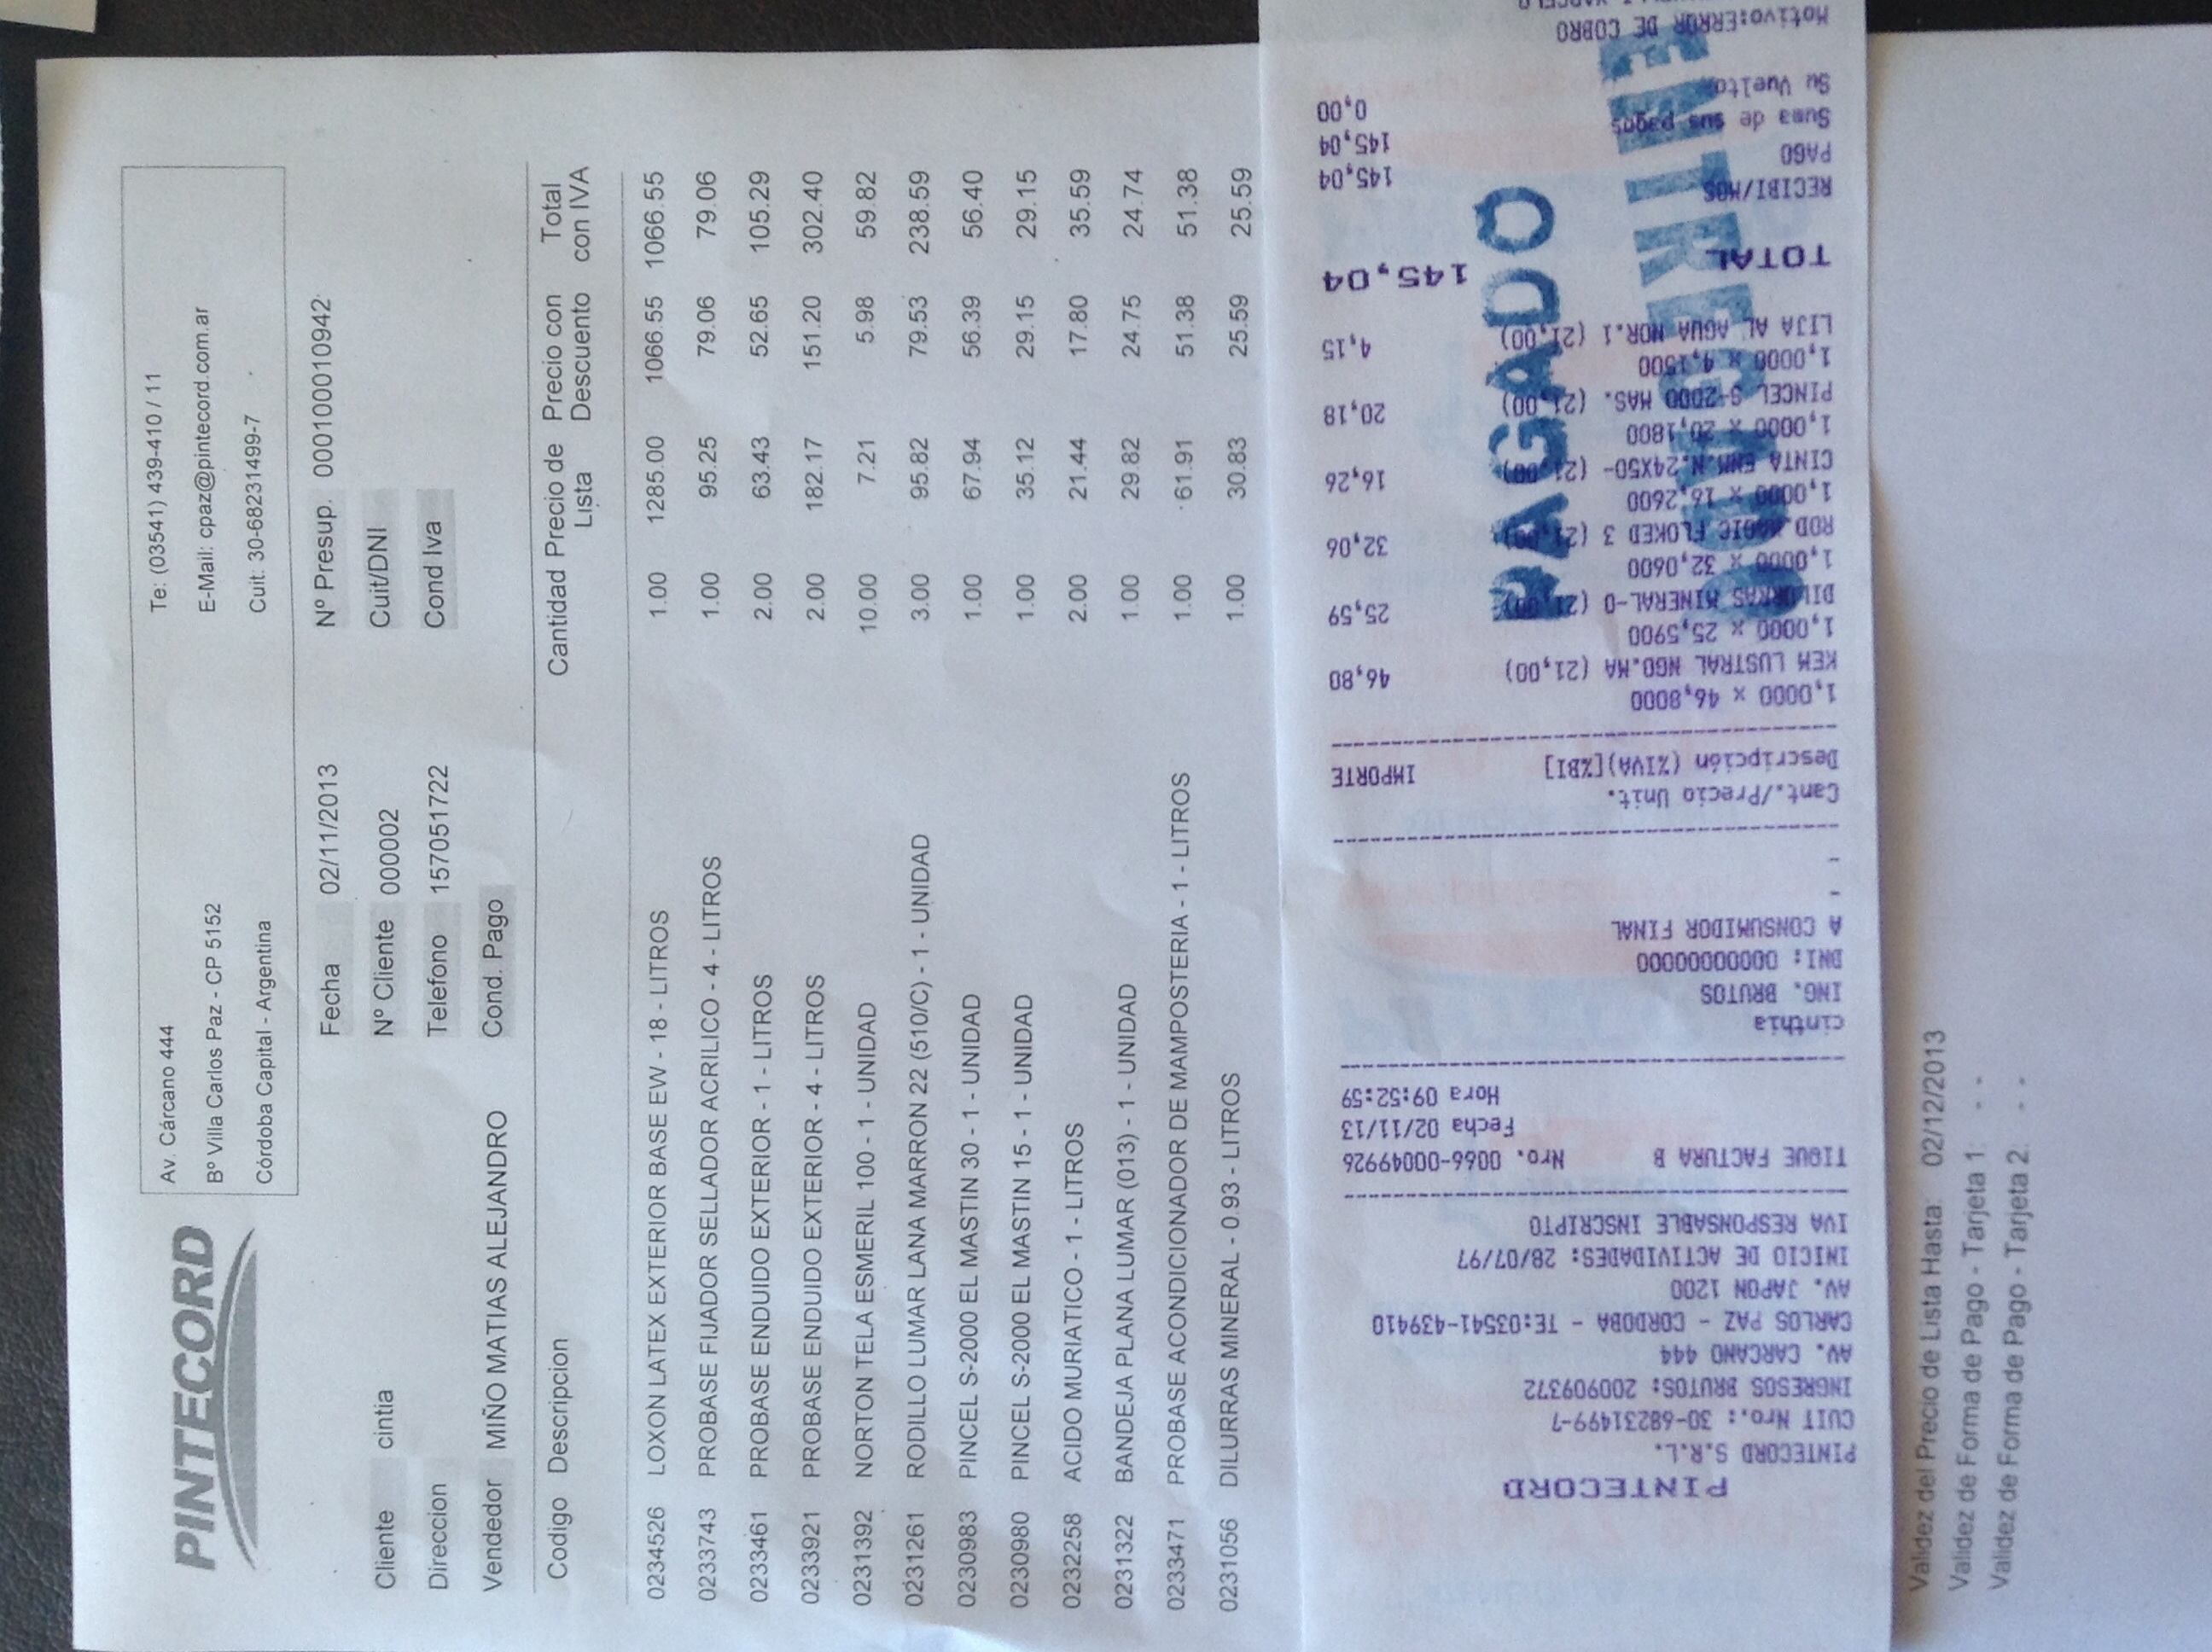 PINTECORD
Av. Cárcano 444 Te: (03541) 439-410 / 11
Bº Villa Carlos Paz - CP 5152 E-Mail: cpaz@pintecord.com.ar
Córdoba Capital - Argentina Cuit: 30-68231499-7
Fecha 02/11/2013 Nº Presup. 000100010942
Cliente cintia Nº Cliente 000002 Cuit/DNI
Direccion Telefono 157051722 Cond Iva
Vendedor MIÑO MATIAS ALEJANDRO Cond. Pago
Codigo Descripcion Cantidad Precio de Lista Precio con Descuento Total con IVA
0234526 LOXON LATEX EXTERIOR BASE EW - 18 - LITROS 1.00 1285.00 1066.55 1066.55
0233743 PROBASE FIJADOR SELLADOR ACRILICO - 4 - LITROS 1.00 95.25 79.06 79.06
0233461 PROBASE ENDUIDO EXTERIOR - 1 - LITROS 2.00 63.43 52.65 105.29
0233921 PROBASE ENDUIDO EXTERIOR - 4 - LITROS 2.00 182.17 151.20 302.40
0231392 NORTON TELA ESMERIL 100 - 1 - UNIDAD 10.00 7.21 5.98 59.82
0231261 RODILLO LUMAR LANA MARRON 22 (510/C) - 1 - UNIDAD 3.00 95.82 79.53 238.59
0230983 PINCEL S-2000 EL MASTIN 30 - 1 - UNIDAD 1.00 67.94 56.39 56.40
0230980 PINCEL S-2000 EL MASTIN 15 - 1 - UNIDAD 1.00 35.12 29.15 29.15
0232258 ACIDO MURIATICO - 1 - LITROS 2.00 21.44 17.80 35.59
0231322 BANDEJA PLANA LUMAR (013) - 1 - UNIDAD 1.00 29.82 24.75 24.74
0233471 PROBASE ACONDICIONADOR DE MAMPOSTERIA - 1 - LITROS 1.00 61.91 51.38 51.38
0231056 DILURRAS MINERAL - 0.93 - LITROS 1.00 30.83 25.59 25.59
Validez del Precio de Lista Hasta: 02/12/2013
Validez de Forma de Pago - Tarjeta 1: - -
Validez de Forma de Pago - Tarjeta 2: - -
PINTECORD
PINTECORD S.R.L.
CUIT Nro.: 30-68231499-7
INGRESOS BRUTOS: 200909372
AV. CARCANO 444
CARLOS PAZ - CORDOBA - TE:03541-439410
AV. JAPON 1200
INICIO DE ACTIVIDADES: 28/07/97
IVA RESPONSABLE INSCRIPTO
TIQUE FACTURA B Nro. 0066-00049926
Fecha 02/11/13
Hora 09:52:59
cinthia
ING. BRUTOS
DNI: 00000000000
A CONSUMIDOR FINAL
-
-
Cant./Precio Unit.
Descripción (%IVA)[%BI] IMPORTE
1,0000 x 46,8000
KEM LUSTRAL NGO.MA (21,00) 46,80
1,0000 x 25,5900
DILURRAS MINERAL-0 (21,00) 25,59
1,0000 x 32,0600
ROD.MAGIC FLOKED 3 (21,00) 32,06
1,0000 x 16,2600
CINTA ENM.N.24X50- (21,00) 16,26
1,0000 x 20,1800
PINCEL S-2000 MAS. (21,00) 20,18
1,0000 x 4,1500
LIJA AL AGUA NOR.1 (21,00) 4,15
TOTAL 145,04
RECIBI/MOS
PAGO 145,04
Suma de sus pagos 145,04
Su Vuelto 0,00
Motivo:ERROR DE COBRO
MARCELO
PAGADO